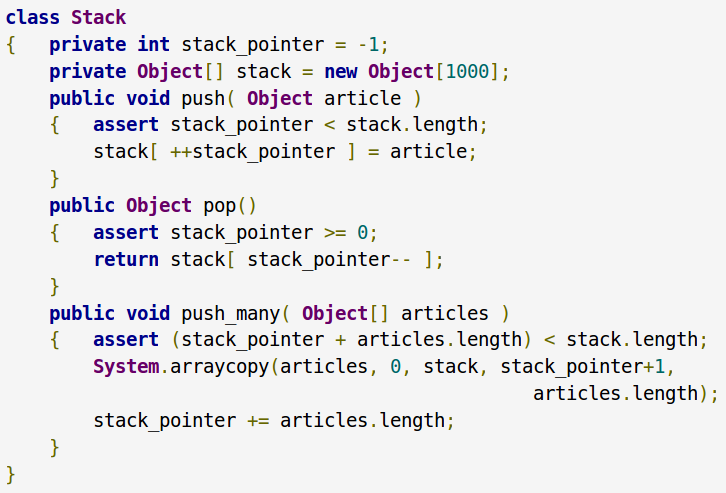 class Stack
{   private int stack_pointer = -1;
    private Object[] stack = new Object[1000];
    public void push( Object article )
    {   assert stack_pointer < stack.length;
        stack[ ++stack_pointer ] = article;
    }
    public Object pop()
    {   assert stack_pointer >= 0;
        return stack[ stack_pointer-- ];
    }
    public void push_many( Object[] articles )
    {   assert (stack_pointer + articles.length) < stack.length;
        System.arraycopy(articles, 0, stack, stack_pointer+1,
                                                articles.length);
        stack_pointer += articles.length;
    }
}